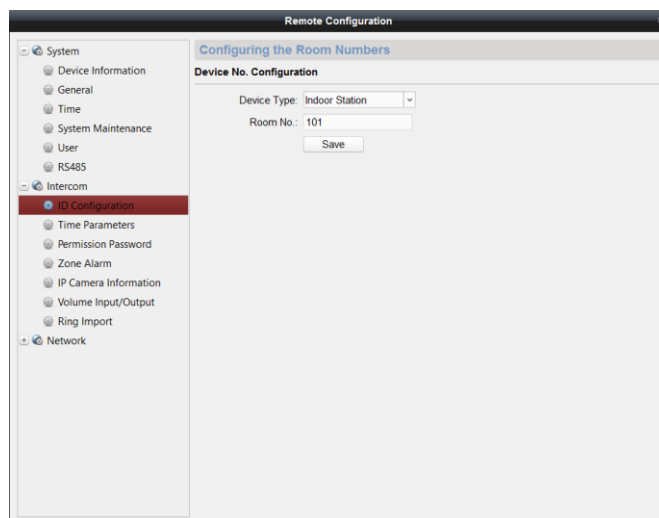 Remote Configuration
System
Device Information
General
Time
System Maintenance
User
RS485
Intercom
ID Configuration
Time Parameters
Permission Password
Zone Alarm
IP Camera Information
Volume Input/Output
Ring Import
Network
Configuring the Room Numbers
Device No. Configuration
Device Type: Indoor Station
Room No.: 101
Save